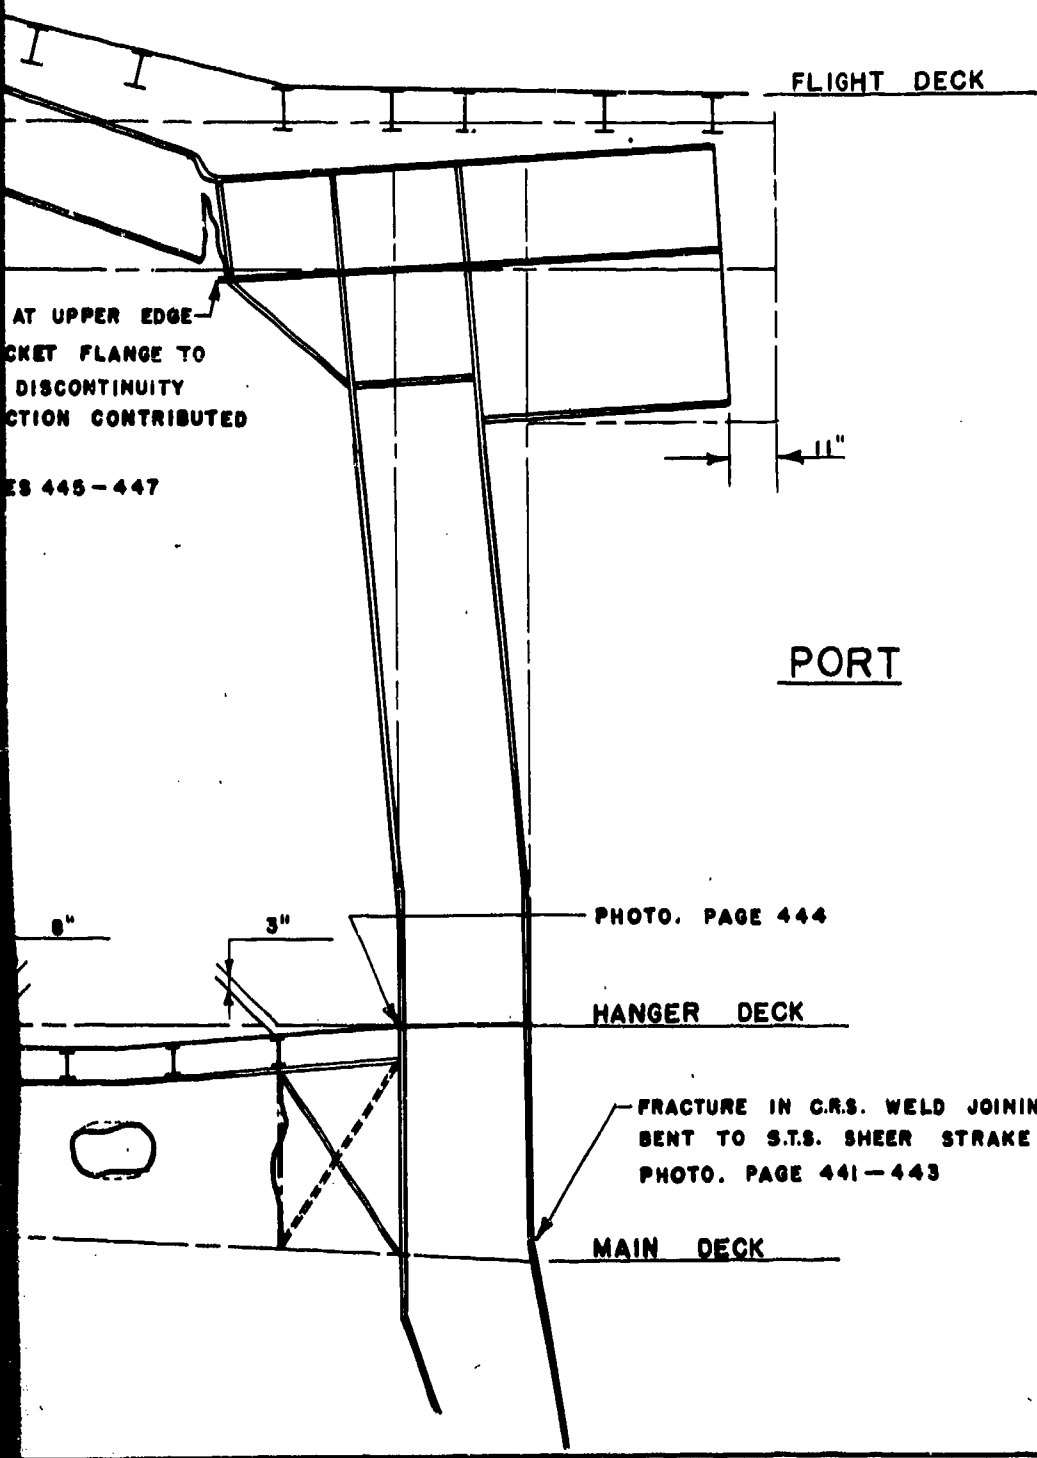 FLIGHT DECK
AT UPPER EDGE
CKET FLANGE TO
DISCONTINUITY
CTION CONTRIBUTED
ES 445-447
11"
PORT
8"
3"
PHOTO. PAGE 444
HANGER DECK
FRACTURE IN C.R.S. WELD JOININ
BENT TO S.T.S. SHEER STRAKE
PHOTO. PAGE 441-443
MAIN DECK